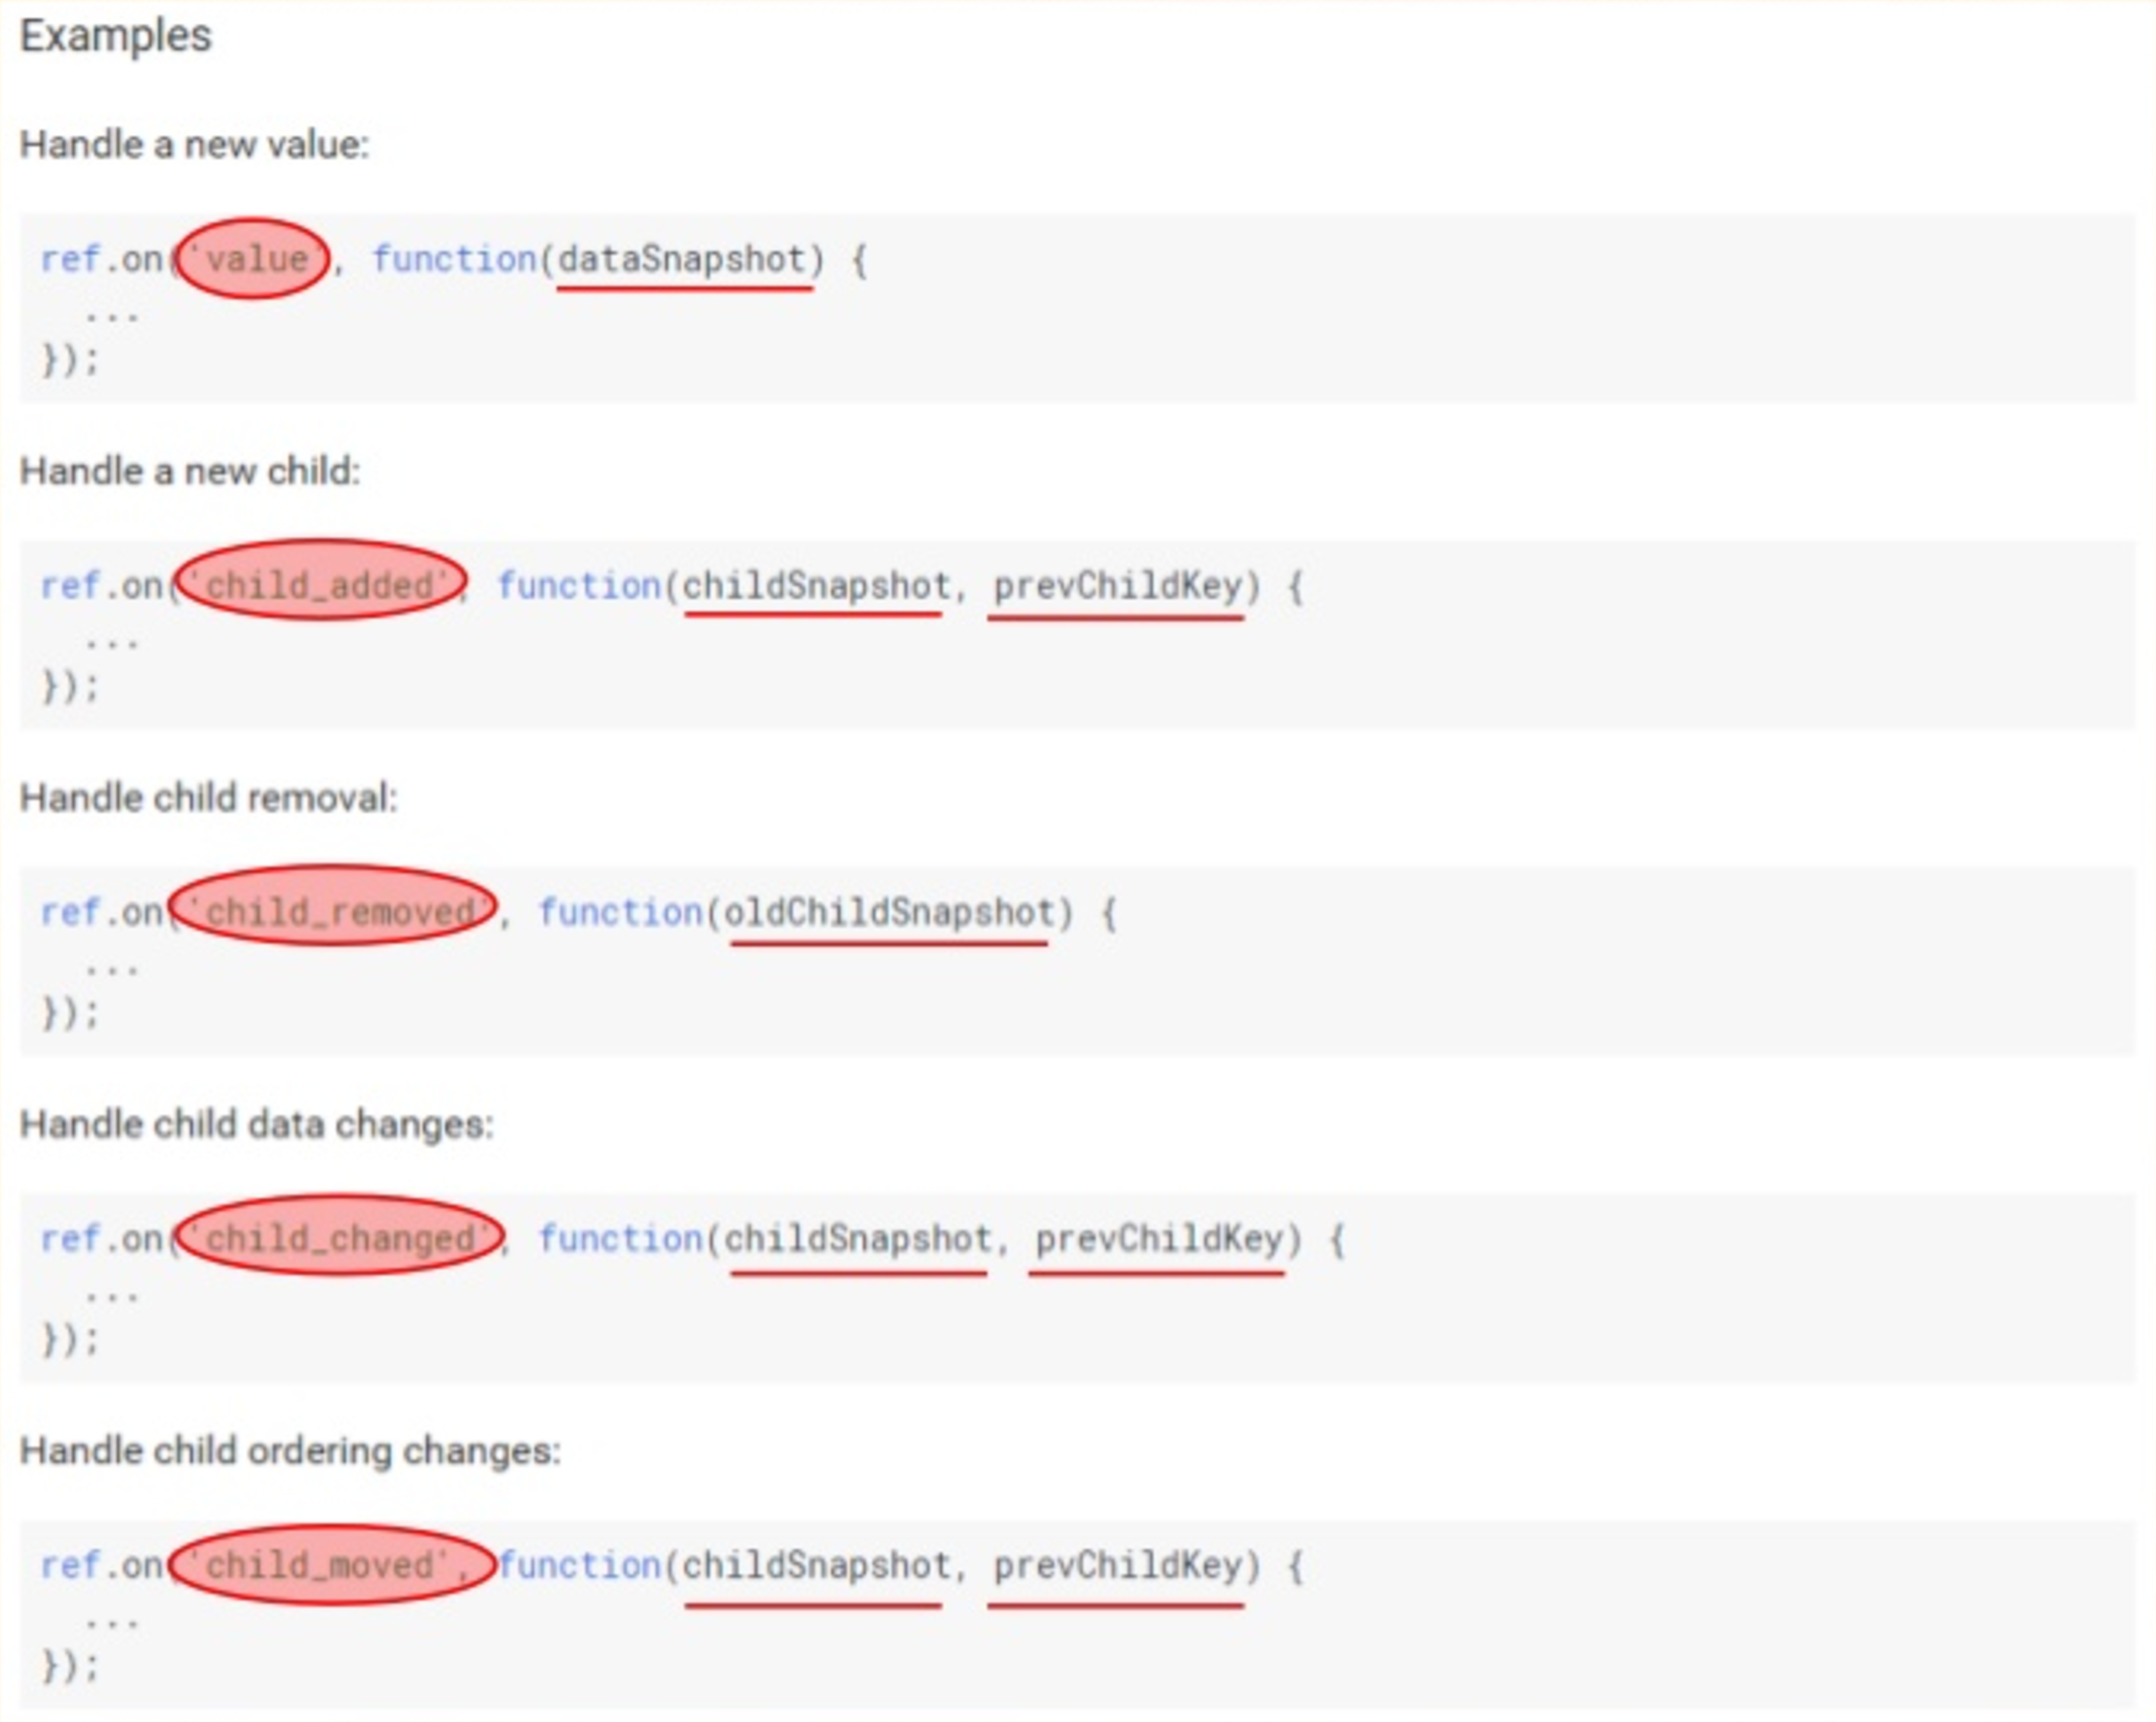 Examples
Handle a new value:
ref.on('value', function(dataSnapshot) {
...
});
Handle a new child:
ref.on('child_added', function(childSnapshot, prevChildKey) {
...
});
Handle child removal:
ref.on('child_removed', function(oldChildSnapshot) {
...
});
Handle child data changes:
ref.on('child_changed', function(childSnapshot, prevChildKey) {
...
});
Handle child ordering changes:
ref.on('child_moved', function(childSnapshot, prevChildKey) {
...
});